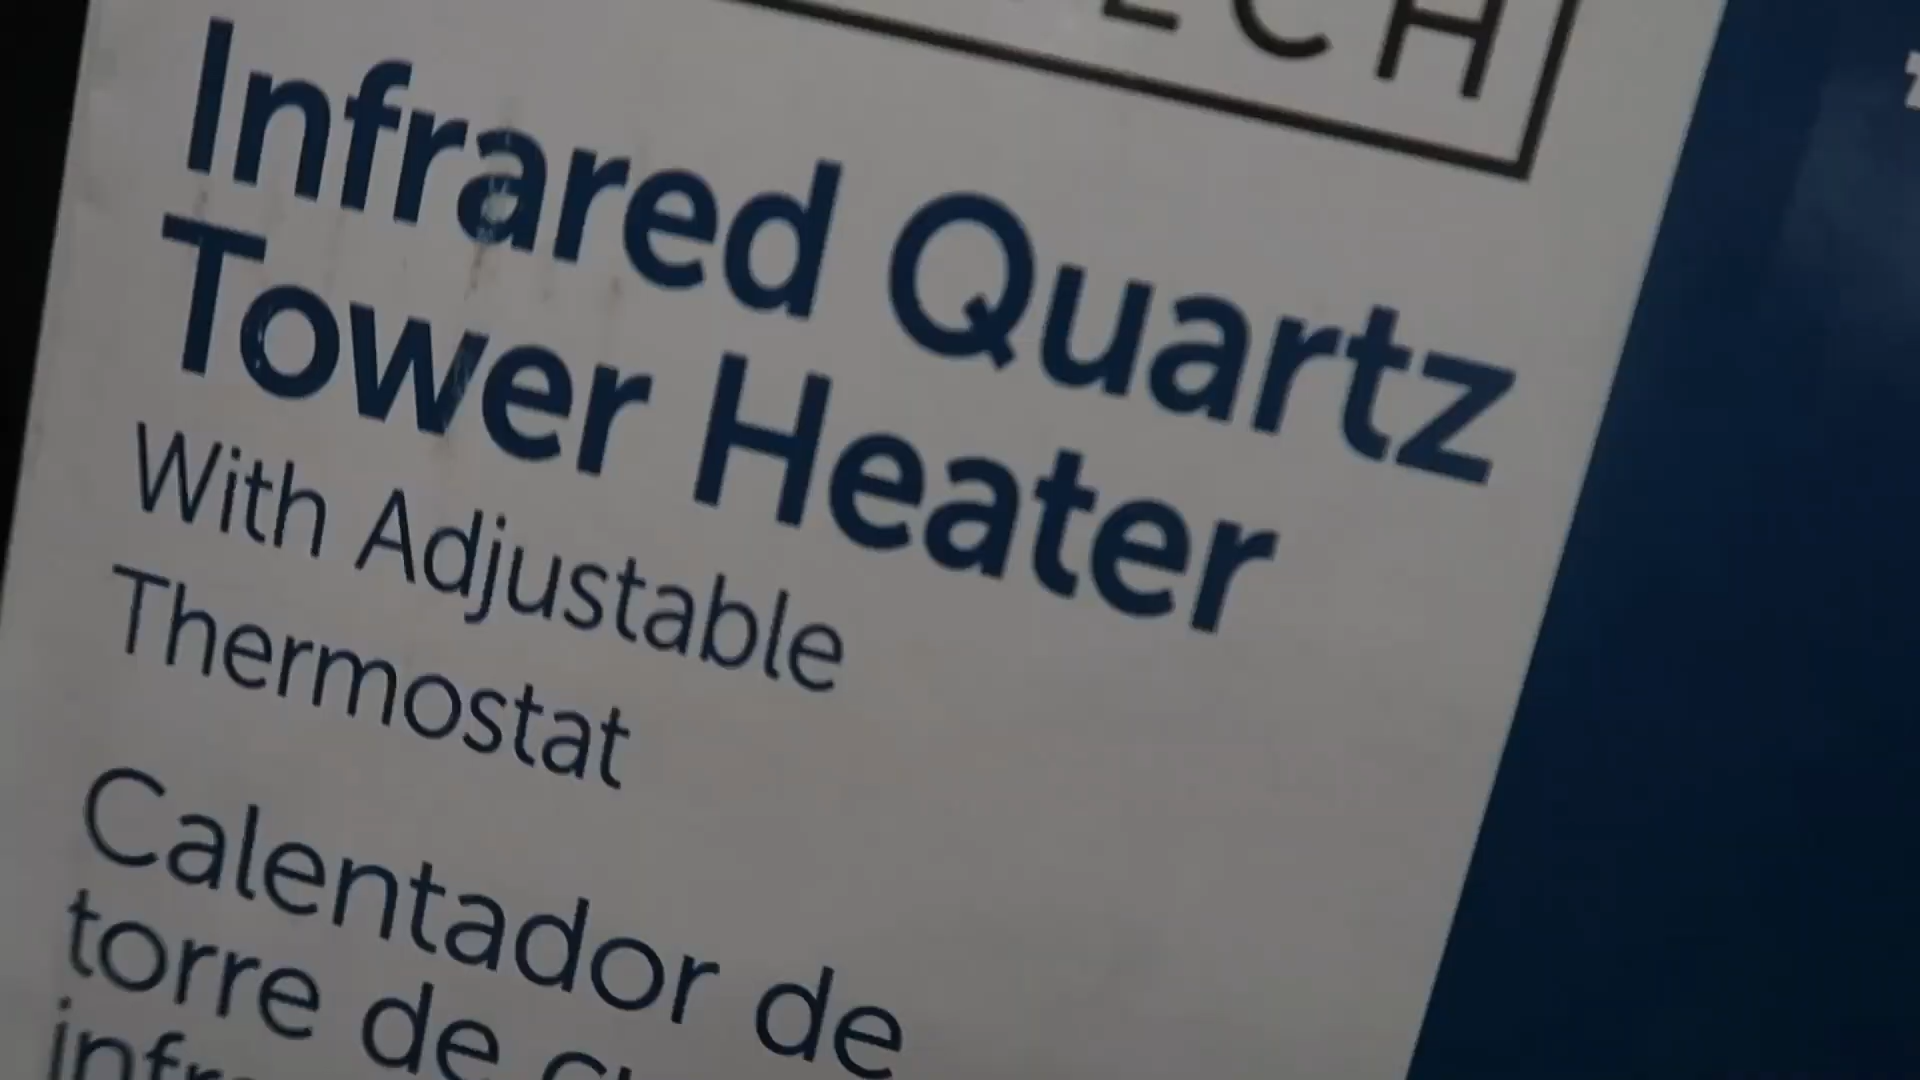 Infrared Quartz
Tower Heater
With Adjustable
Thermostat
Calentador de
torre de